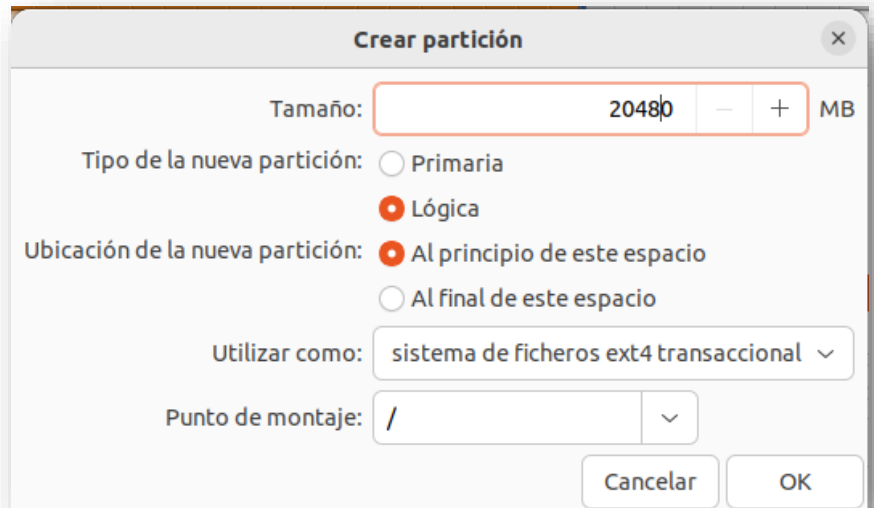 Crear partición
Tamaño: 20480 MB
Tipo de la nueva partición: Primaria
Lógica
Ubicación de la nueva partición: Al principio de este espacio
Al final de este espacio
Utilizar como: sistema de ficheros ext4 transaccional
Punto de montaje: /
Cancelar OK